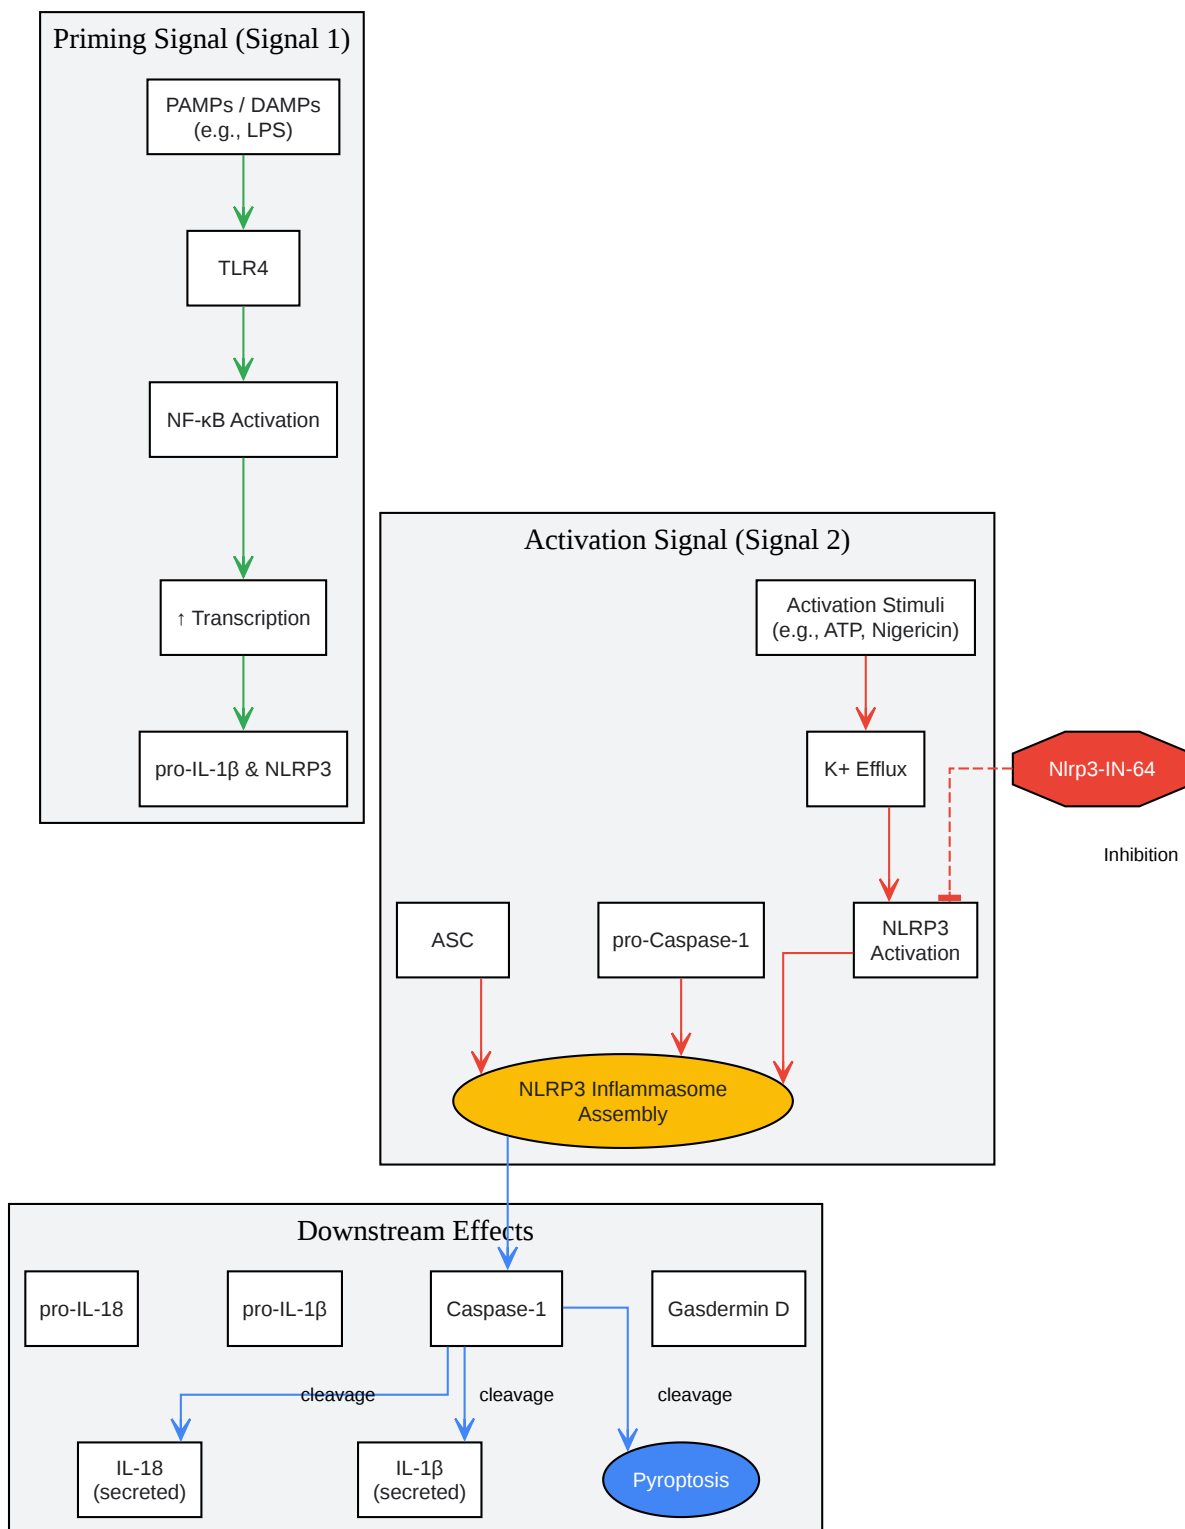 Priming Signal (Signal 1)
PAMPs / DAMPs
(e.g., LPS)
TLR4
NF-κB Activation
↑ Transcription
pro-IL-1β & NLRP3
Activation Signal (Signal 2)
Activation Stimuli
(e.g., ATP, Nigericin)
K+ Efflux
Nlrp3-IN-64
Inhibition
ASC
pro-Caspase-1
NLRP3
Activation
NLRP3 Inflammasome
Assembly
Downstream Effects
pro-IL-18
pro-IL-1β
Caspase-1
Gasdermin D
cleavage
cleavage
cleavage
IL-18
(secreted)
IL-1β
(secreted)
Pyroptosis